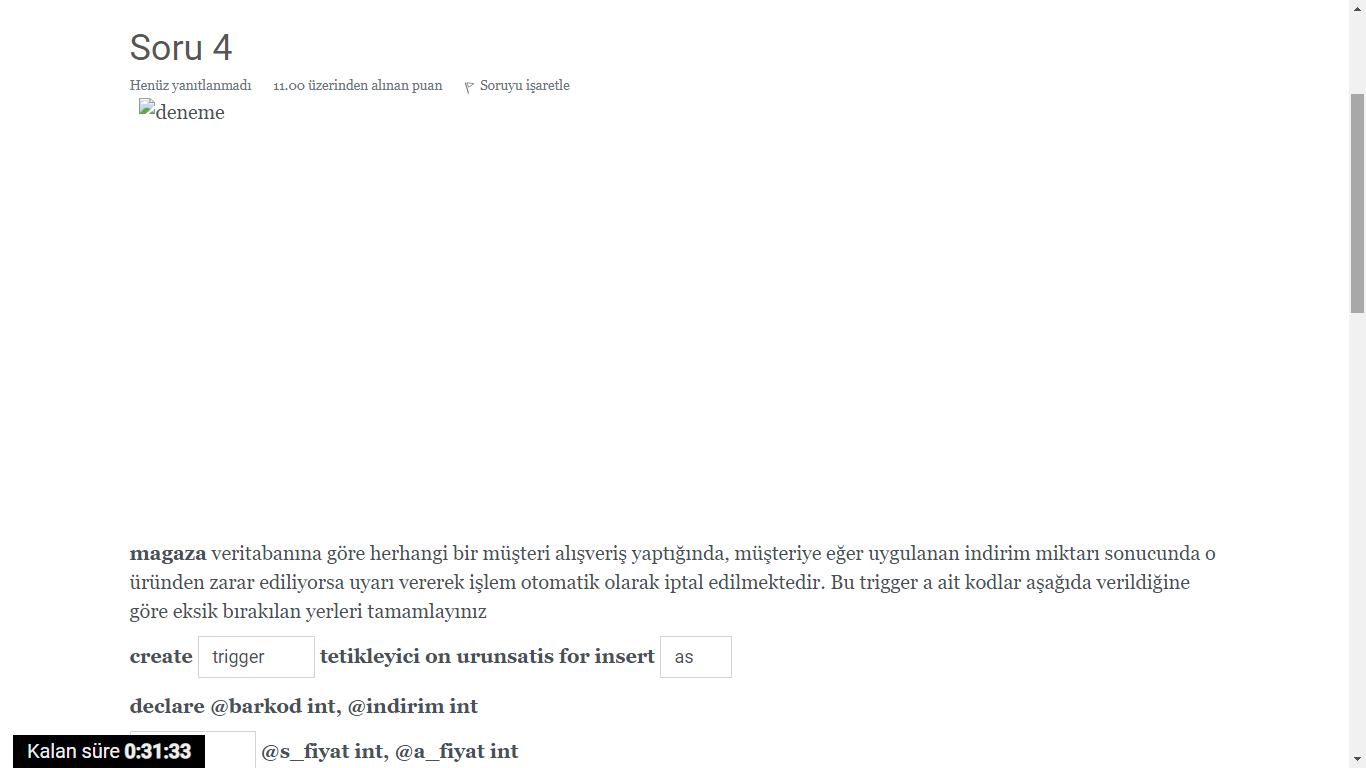 Soru 4
Henüz yanıtlanmadı 11.00 üzerinden alınan puan Soruyu işaretle
deneme
magaza veritabanına göre herhangi bir müşteri alışveriş yaptığında, müşteriye eğer uygulanan indirim miktarı sonucunda o
üründen zarar ediliyorsa uyarı vererek işlem otomatik olarak iptal edilmektedir. Bu trigger a ait kodlar aşağıda verildiğine
göre eksik bırakılan yerleri tamamlayınız
create trigger tetikleyici on urunsatis for insert as
declare @barkod int, @indirim int
@s_fiyat int, @a_fiyat int
Kalan süre 0:31:33